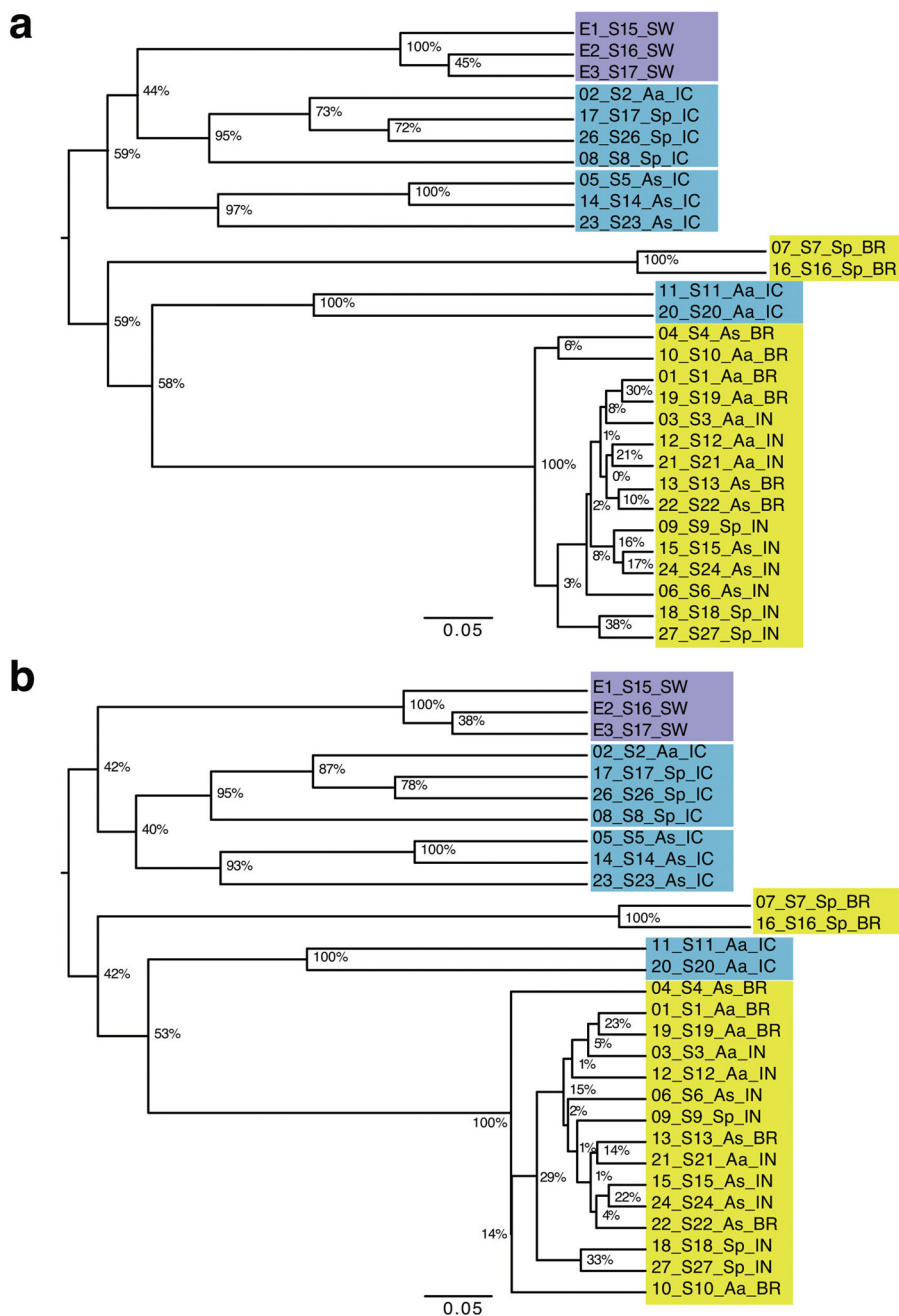 a
E1_S15_SW
100%
E2_S16_SW
45%
E3_S17_SW
44%
02_S2_Aa_IC
73%
17_S17_Sp_IC
72%
95%
26_S26_Sp_IC
59%
08_S8_Sp_IC
05_S5_As_IC
100%
14_S14_As_IC
97%
23_S23_As_IC
07_S7_Sp_BR
100%
16_S16_Sp_BR
11_S11_Aa_IC
100%
59%
20_S20_Aa_IC
04_S4_As_BR
6%
10_S10_Aa_BR
58%
01_S1_Aa_BR
30%
19_S19_Aa_BR
8%
03_S3_Aa_IN
1%
12_S12_Aa_IN
21%
100%
21_S21_Aa_IN
0%
13_S13_As_BR
10%
2%
22_S22_As_BR
09_S9_Sp_IN
16%
15_S15_As_IN
8%
17%
24_S24_As_IN
3%
06_S6_As_IN
18_S18_Sp_IN
38%
27_S27_Sp_IN
0.05
b
E1_S15_SW
100%
E2_S16_SW
38%
E3_S17_SW
42%
02_S2_Aa_IC
87%
17_S17_Sp_IC
78%
95%
26_S26_Sp_IC
08_S8_Sp_IC
40%
05_S5_As_IC
100%
14_S14_As_IC
93%
23_S23_As_IC
07_S7_Sp_BR
100%
16_S16_Sp_BR
11_S11_Aa_IC
100%
42%
20_S20_Aa_IC
04_S4_As_BR
01_S1_Aa_BR
23%
53%
19_S19_Aa_BR
5%
03_S3_Aa_IN
1%
12_S12_Aa_IN
15%
06_S6_As_IN
2%
09_S9_Sp_IN
100%
13_S13_As_BR
1%
14%
21_S21_Aa_IN
29%
1%
15_S15_As_IN
22%
24_S24_As_IN
4%
22_S22_As_BR
14%
18_S18_Sp_IN
33%
27_S27_Sp_IN
10_S10_Aa_BR
0.05